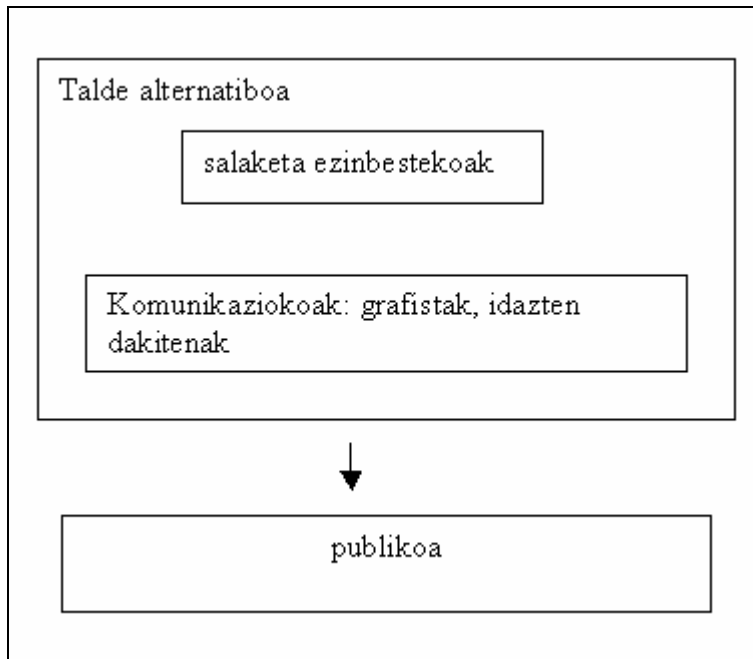 Talde alternatiboa
salaketa ezinbestekoak
Komunikaziokoak: grafistak, idazten
dakitenak
publikoa